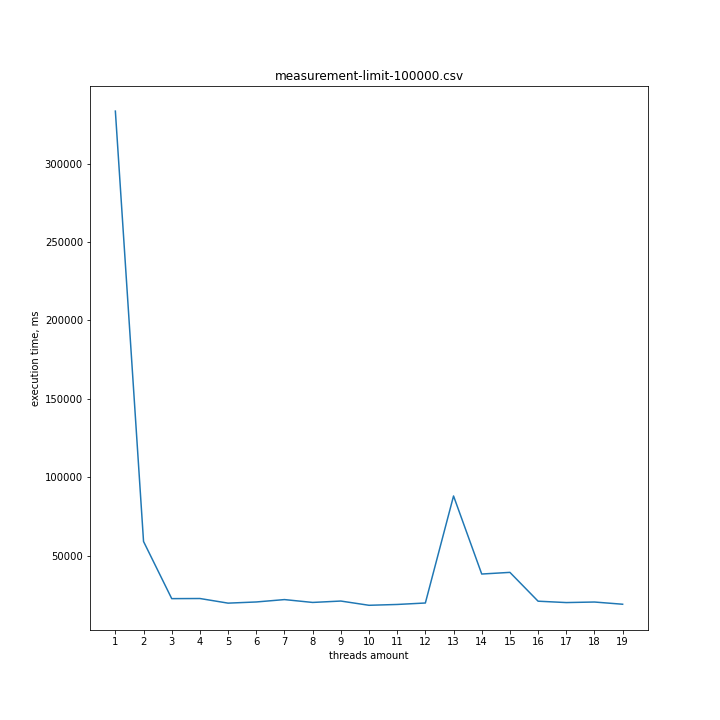 measurement-limit-100000.csv
execution time, ms
300000
250000
200000
150000
100000
50000
1 2 3 4 5 6 7 8 9 10 11 12 13 14 15 16 17 18 19
threads amount